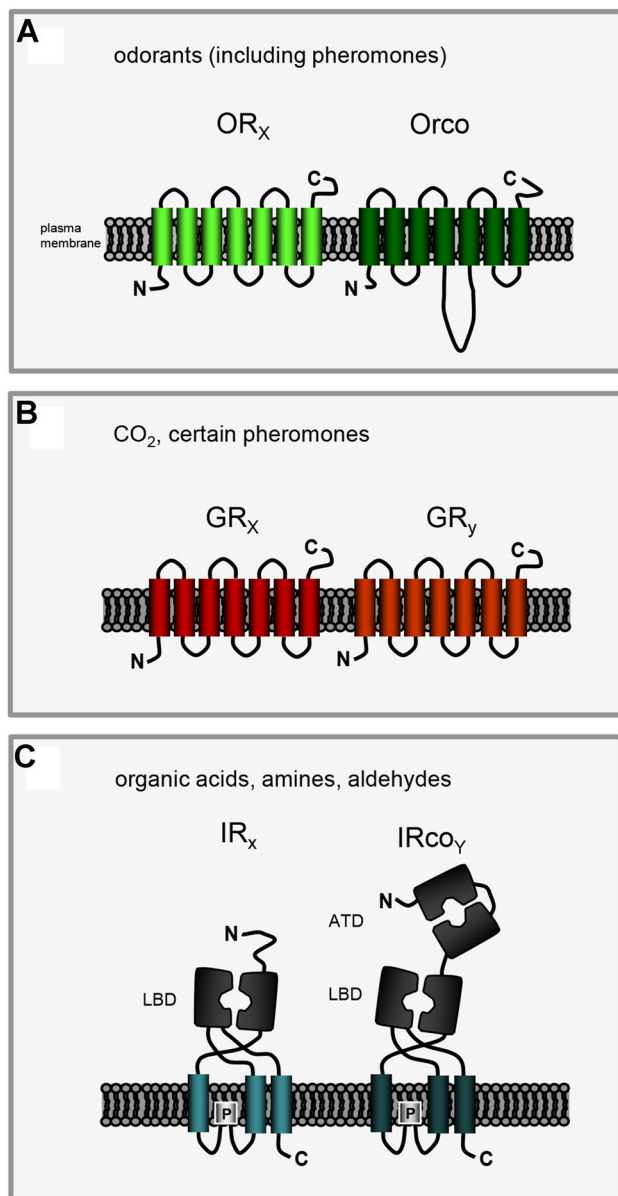 A
odorants (including pheromones)
ORX Orco
C C
plasma
membrane
N N
B
CO2, certain pheromones
GRX GRy
C C
N N
C
organic acids, amines, aldehydes
IRx IRcoY
N
ATD
N
LBD LBD
P P
C C